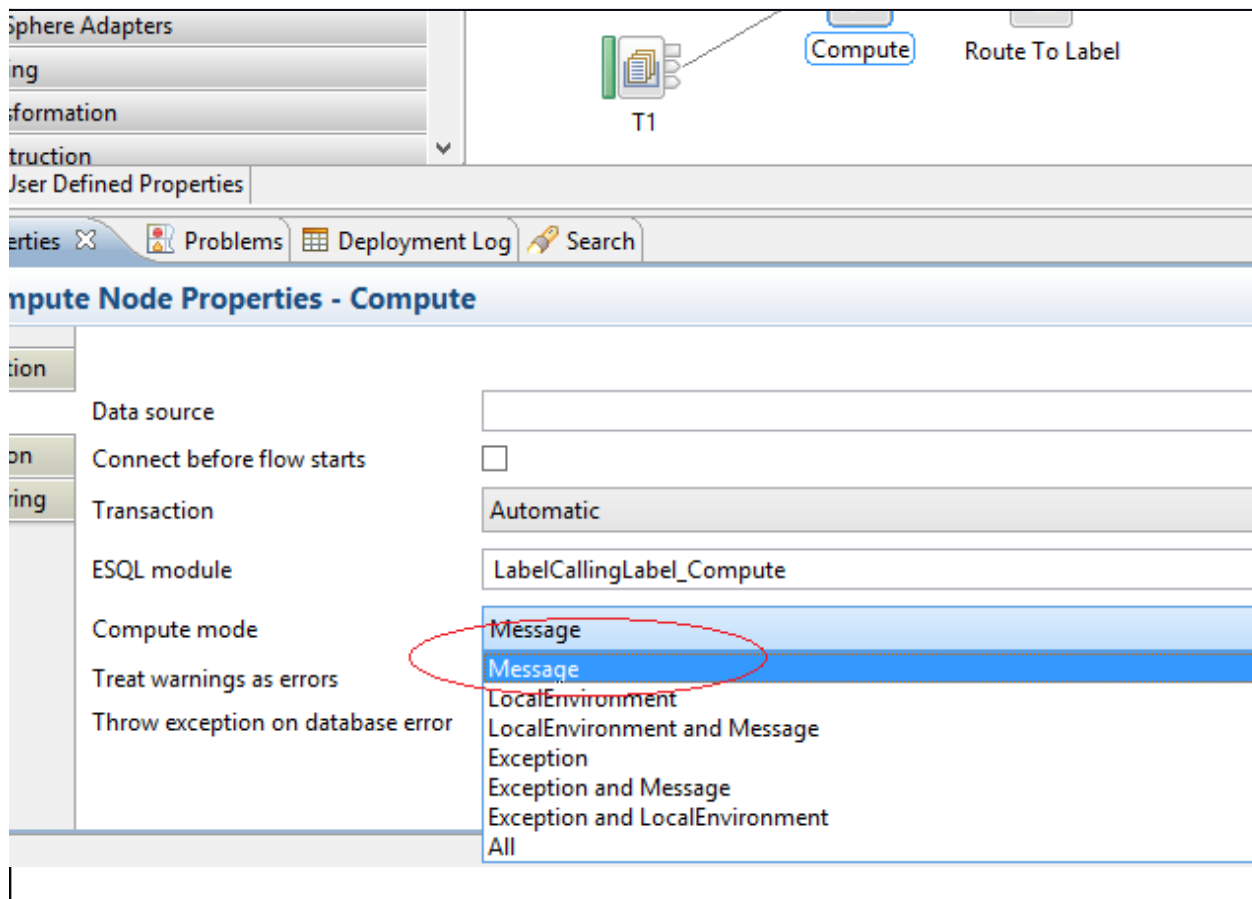 Sphere Adapters
ing
sformation
truction
T1
Compute
Route To Label
User Defined Properties
erties
Problems
Deployment Log
Search
mpute Node Properties - Compute
tion
on
ring
Data source
Connect before flow starts
Transaction
Automatic
ESQL module
LabelCallingLabel_Compute
Compute mode
Message
Treat warnings as errors
Throw exception on database error
Message
LocalEnvironment
LocalEnvironment and Message
Exception
Exception and Message
Exception and LocalEnvironment
All